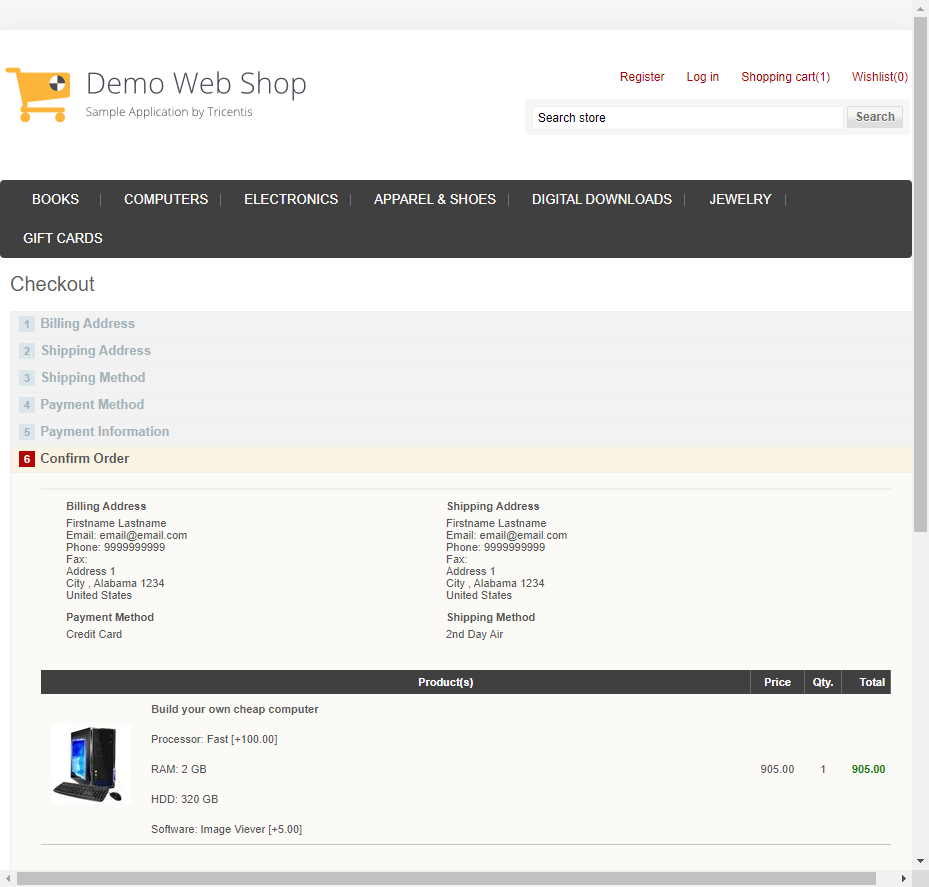 Demo Web Shop
Sample Application by Tricentis
Register Log in Shopping cart(1) Wishlist(0)
Search store Search
BOOKS COMPUTERS ELECTRONICS APPAREL & SHOES DIGITAL DOWNLOADS JEWELRY
GIFT CARDS
Checkout
1 Billing Address
2 Shipping Address
3 Shipping Method
4 Payment Method
5 Payment Information
6 Confirm Order
Billing Address
Firstname Lastname
Email: email@email.com
Phone: 9999999999
Fax:
Address 1
City , Alabama 1234
United States
Payment Method
Credit Card
Shipping Address
Firstname Lastname
Email: email@email.com
Phone: 9999999999
Fax:
Address 1
City , Alabama 1234
United States
Shipping Method
2nd Day Air
Product(s) Price Qty. Total
Build your own cheap computer
Processor: Fast [+100.00]
RAM: 2 GB
905.00 1 905.00
HDD: 320 GB
Software: Image Viever [+5.00]